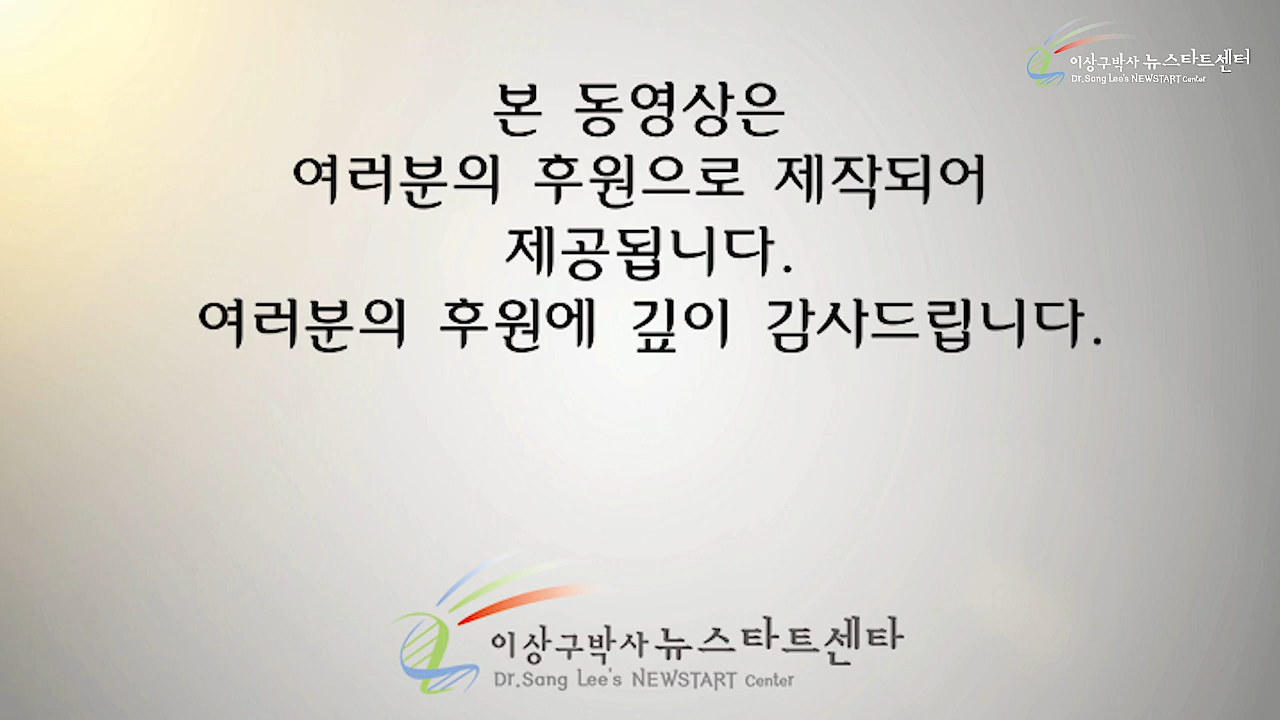 이상구박사 뉴스타트센터
Dr.Sang Lee's NEWSTART Center
본 동영상은
여러분의 후원으로 제작되어
제공됩니다.
여러분의 후원에 깊이 감사드립니다.
이상구박사 뉴스타트센타
Dr.Sang Lee's NEWSTART Center